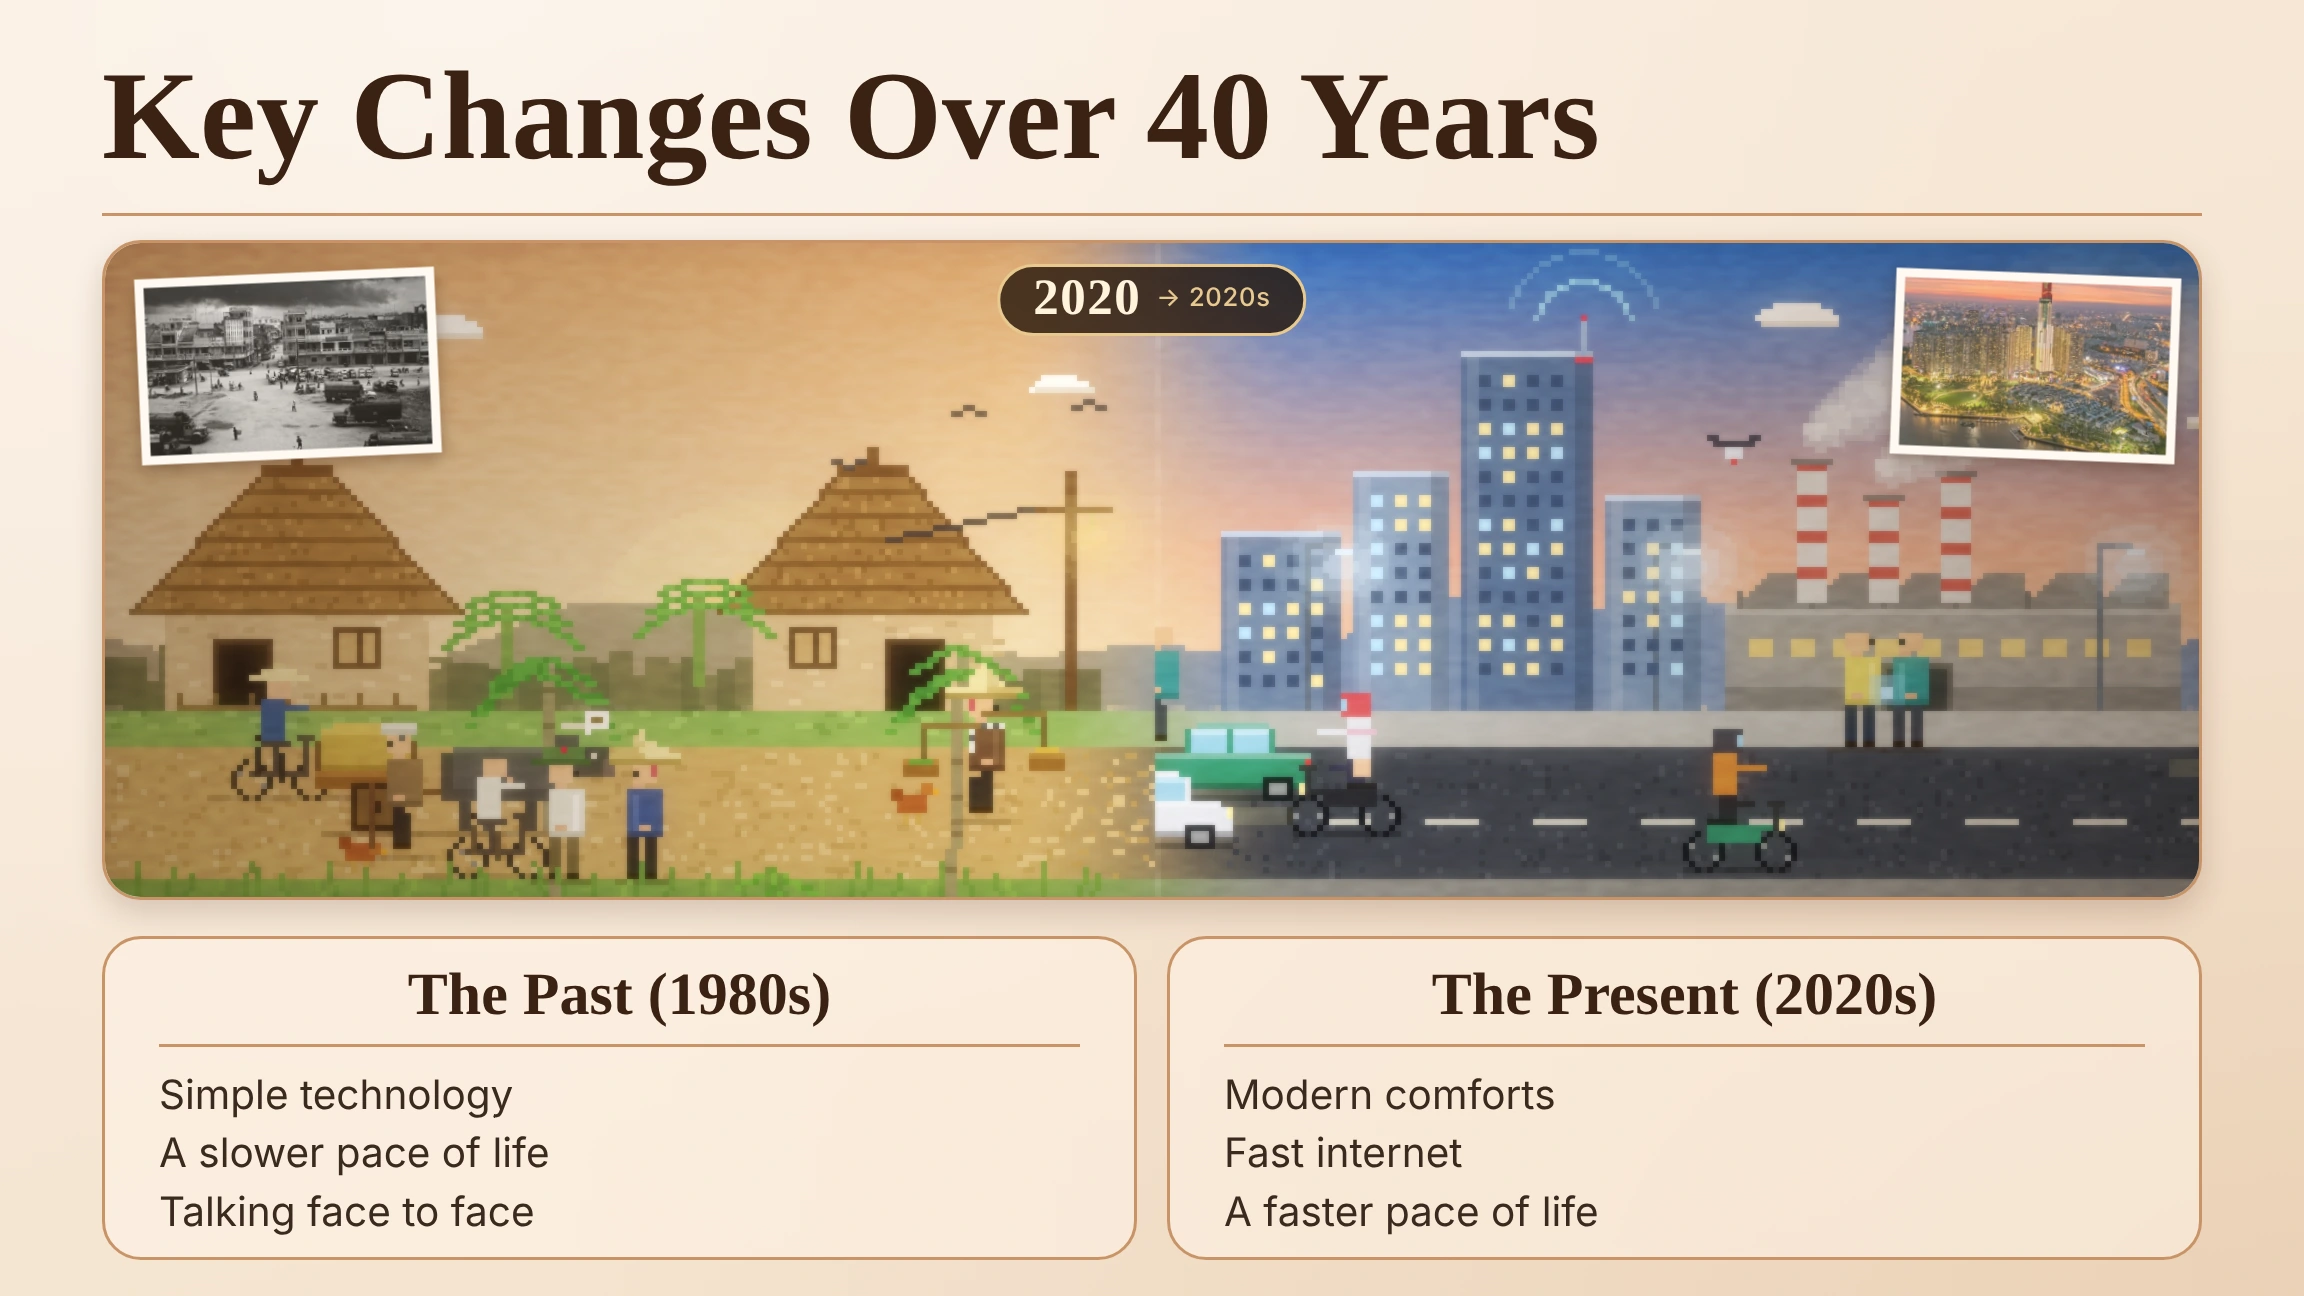 Key Changes Over 40 Years
2020 → 2020s
The Past (1980s)
Simple technology
A slower pace of life
Talking face to face
The Present (2020s)
Modern comforts
Fast internet
A faster pace of life